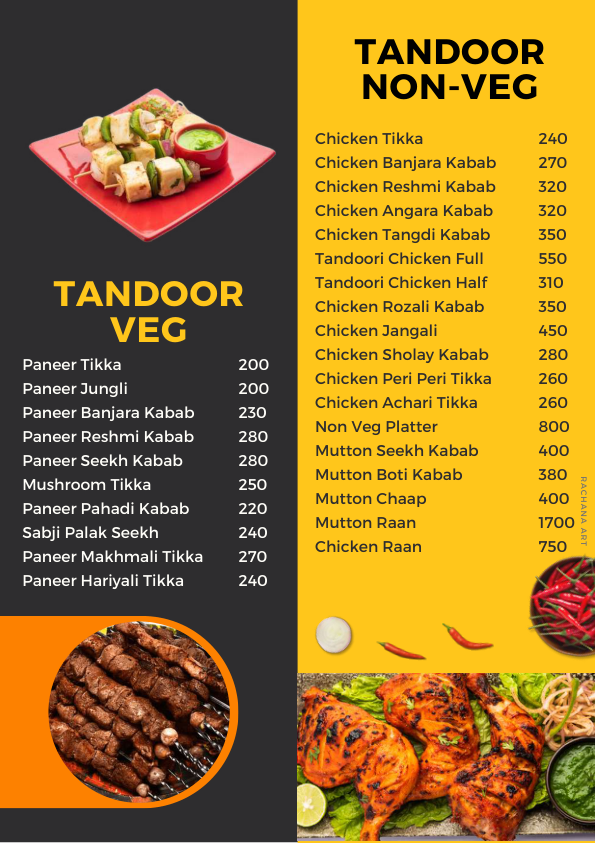 TANDOOR
VEG
Paneer Tikka 200
Paneer Jungli 200
Paneer Banjara Kabab 230
Paneer Reshmi Kabab 280
Paneer Seekh Kabab 280
Mushroom Tikka 250
Paneer Pahadi Kabab 220
Sabji Palak Seekh 240
Paneer Makhmali Tikka 270
Paneer Hariyali Tikka 240
TANDOOR
NON-VEG
Chicken Tikka 240
Chicken Banjara Kabab 270
Chicken Reshmi Kabab 320
Chicken Angara Kabab 320
Chicken Tangdi Kabab 350
Tandoori Chicken Full 550
Tandoori Chicken Half 310
Chicken Rozali Kabab 350
Chicken Jangali 450
Chicken Sholay Kabab 280
Chicken Peri Peri Tikka 260
Chicken Achari Tikka 260
Non Veg Platter 800
Mutton Seekh Kabab 400
Mutton Boti Kabab 380
Mutton Chaap 400
Mutton Raan 1700
Chicken Raan 750
RACHANA ART